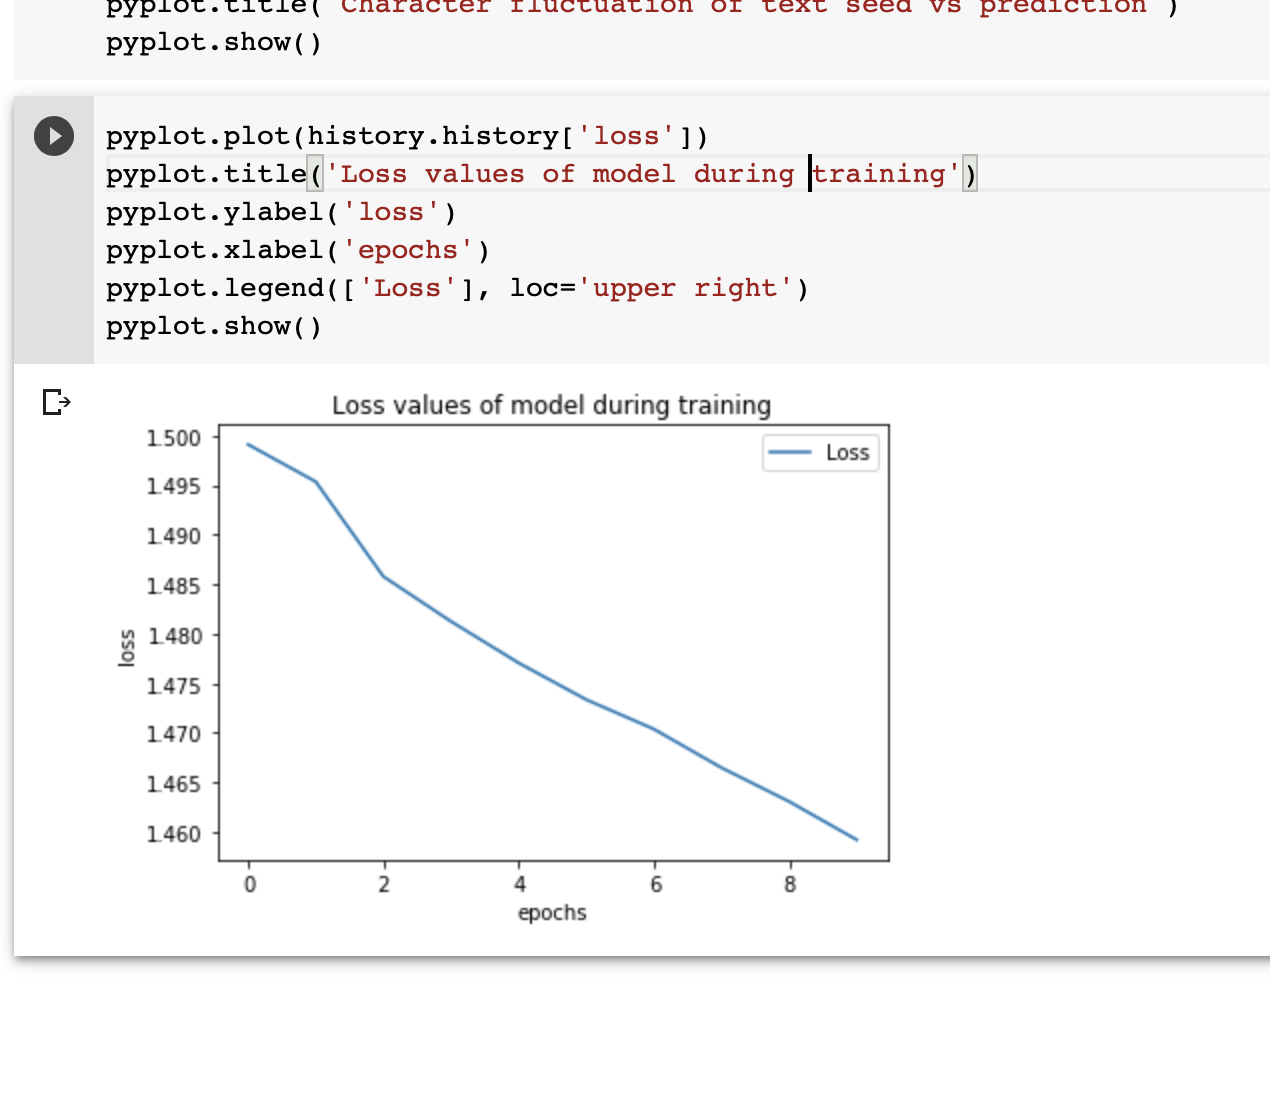 pyplot.title('Character fluctuation of text seed vs prediction')
pyplot.show()
pyplot.plot(history.history['loss'])
pyplot.title('Loss values of model during training')
pyplot.ylabel('loss')
pyplot.xlabel('epochs')
pyplot.legend(['Loss'], loc='upper right')
pyplot.show()
Loss values of model during training
Loss
1.500
1.495
1.490
1.485
1.480
1.475
1.470
1.465
1.460
loss
0 2 4 6 8
epochs